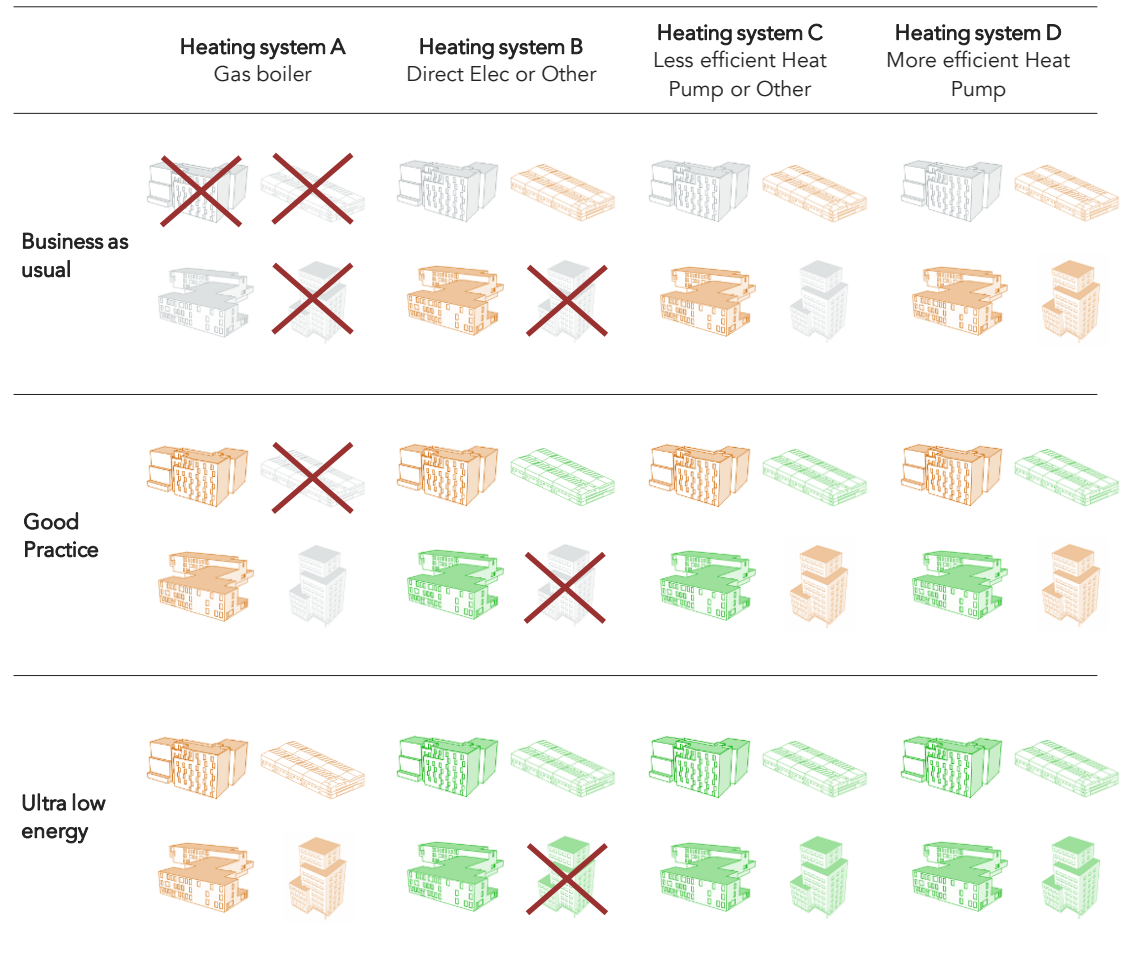 Heating system A
Gas boiler
Heating system B
Direct Elec or Other
Heating system C
Less efficient Heat
Pump or Other
Heating system D
More efficient Heat
Pump
Business as
usual
Good
Practice
Ultra low
energy